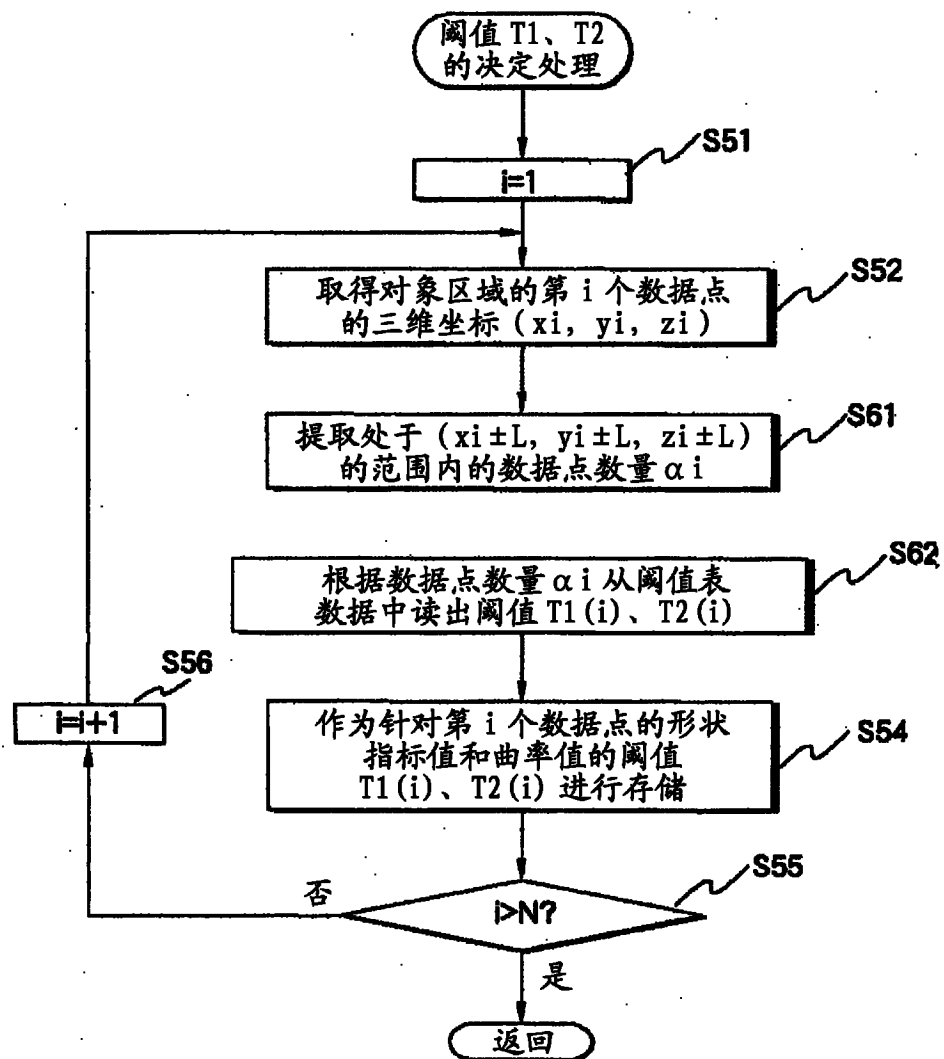 阈值 T1、T2
的决定处理
S51
i=1
S52
取得对象区域的第 i 个数据点
的三维坐标 (xi, yi, zi)
S61
提取处于 (xi±L, yi±L, zi±L)
的范围内的数据点数量 αi
S62
根据数据点数量 αi 从阈值表
数据中读出阈值 T1(i)、T2(i)
S56
i=i+1
S54
作为针对第 i 个数据点的形状
指标值和曲率值的阈值
T1(i)、T2(i) 进行存储
S55
否
i>N?
是
返回